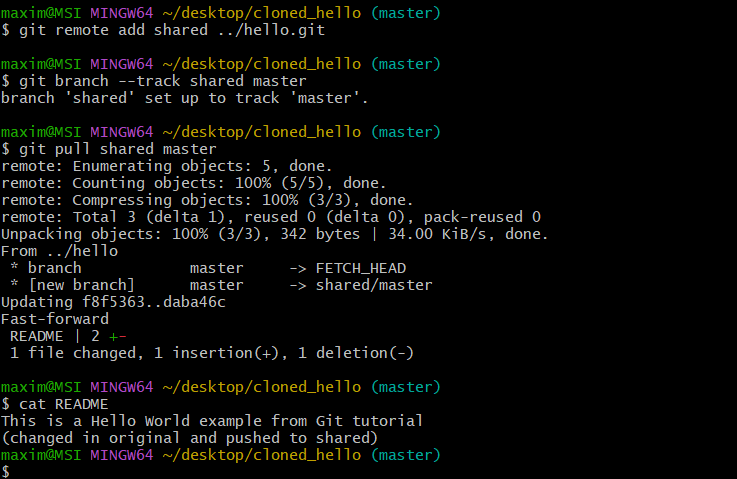 maxim@MSI MINGW64 ~/desktop/cloned_hello (master)
$ git remote add shared ../hello.git

maxim@MSI MINGW64 ~/desktop/cloned_hello (master)
$ git branch --track shared master
branch 'shared' set up to track 'master'.

maxim@MSI MINGW64 ~/desktop/cloned_hello (master)
$ git pull shared master
remote: Enumerating objects: 5, done.
remote: Counting objects: 100% (5/5), done.
remote: Compressing objects: 100% (3/3), done.
remote: Total 3 (delta 1), reused 0 (delta 0), pack-reused 0
Unpacking objects: 100% (3/3), 342 bytes | 34.00 KiB/s, done.
From ../hello
 * branch            master     -> FETCH_HEAD
 * [new branch]      master     -> shared/master
Updating f8f5363..daba46c
Fast-forward
 README | 2 +-
 1 file changed, 1 insertion(+), 1 deletion(-)

maxim@MSI MINGW64 ~/desktop/cloned_hello (master)
$ cat README
This is a Hello World example from Git tutorial
(changed in original and pushed to shared)
maxim@MSI MINGW64 ~/desktop/cloned_hello (master)
$